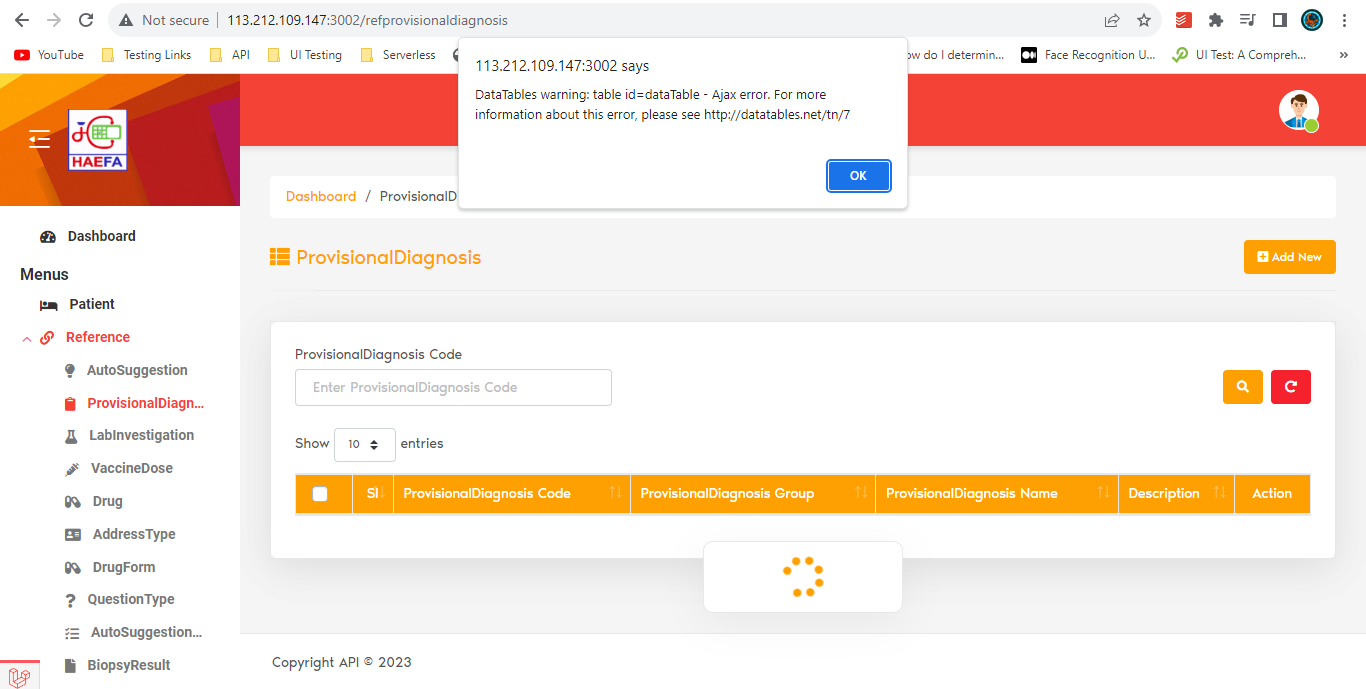 Not secure | 113.212.109.147:3002/refprovisionaldiagnosis
YouTube Testing Links API UI Testing Serverless ow do I determin... Face Recognition U... UI Test: A Compreh... »
113.212.109.147:3002 says
DataTables warning: table id=dataTable - Ajax error. For more
information about this error, please see http://datatables.net/tn/7
OK
HAEFA
Dashboard / ProvisionalD
Dashboard
Menus
Patient
Reference
AutoSuggestion
ProvisionalDiagn...
LabInvestigation
VaccineDose
Drug
AddressType
DrugForm
QuestionType
AutoSuggestion...
BiopsyResult
ProvisionalDiagnosis
Add New
ProvisionalDiagnosis Code
Enter ProvisionalDiagnosis Code
Show 10 entries
Sl ProvisionalDiagnosis Code ProvisionalDiagnosis Group ProvisionalDiagnosis Name Description Action
Copyright API © 2023